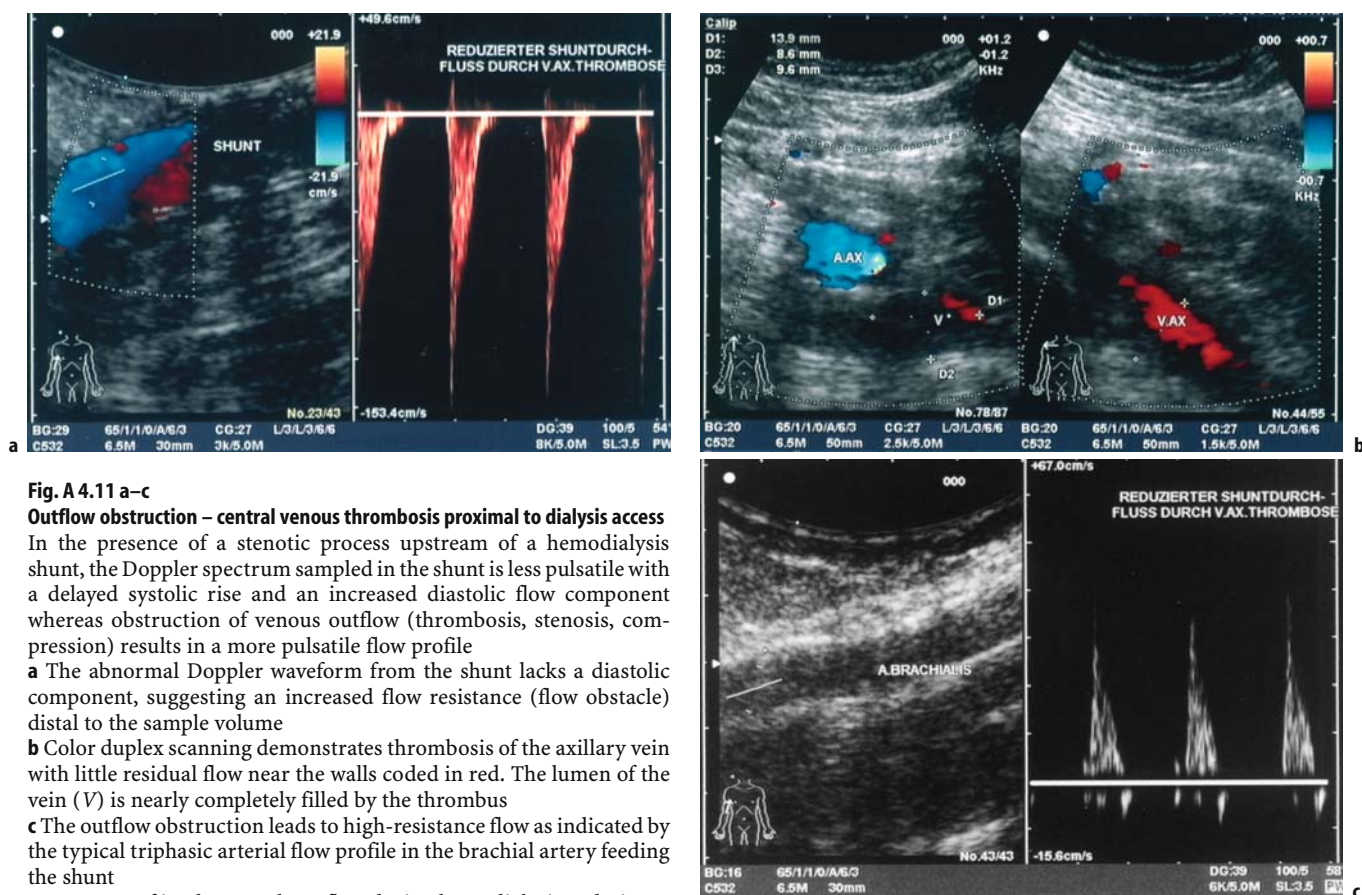 +49.6cm/s
000 +21.9
REDUZIERTER SHUNTDURCH-
FLUSS DURCH V.AX.THROMBOSE
SHUNT
-21.9
cm/s
No.23/43
-153.4cm/s
BG:29 65/1/1/0/A/6/3 CG:27 L/3/L/3/6/6 DG:39 100/5 54°
C532 6.5M 30mm 3k/5.0M 8K/5.0M SL:3.5 PW
a
Calip
D1: 13.9 mm
D2: 8.6 mm
D3: 9.6 mm
000 +01.2
-01.2
KHz
000 +00.7
-00.7
KHz
A.AX
D1
V
D2
V.AX
No.78/87
No.44/55
BG:20 65/1/1/0/A/6/3 CG:27 L/3/L/3/6/6
C532 6.5M 50mm 2.5k/5.0M
BG:20 65/1/1/0/A/6/3 CG:27 L/3/L/3/6/6
C532 6.5M 50mm 1.5k/5.0M
b
Fig. A 4.11 a–c
Outflow obstruction – central venous thrombosis proximal to dialysis access
In the presence of a stenotic process upstream of a hemodialysis
shunt, the Doppler spectrum sampled in the shunt is less pulsatile with
a delayed systolic rise and an increased diastolic flow component
whereas obstruction of venous outflow (thrombosis, stenosis, com-
pression) results in a more pulsatile flow profile
a The abnormal Doppler waveform from the shunt lacks a diastolic
component, suggesting an increased flow resistance (flow obstacle)
distal to the sample volume
b Color duplex scanning demonstrates thrombosis of the axillary vein
with little residual flow near the walls coded in red. The lumen of the
vein (V) is nearly completely filled by the thrombus
c The outflow obstruction leads to high-resistance flow as indicated by
the typical triphasic arterial flow profile in the brachial artery feeding
the shunt
+67.0cm/s
000
REDUZIERTER SHUNTDURCH-
FLUSS DURCH V.AX.THROMBOSE
A.BRACHIALIS
No.43/43
-15.6cm/s
BG:16 65/1/1/0/A/6/3 DG:39 100/5 58
C532 6.5M 30mm 6K/5.0M SL:3.5 PW
c